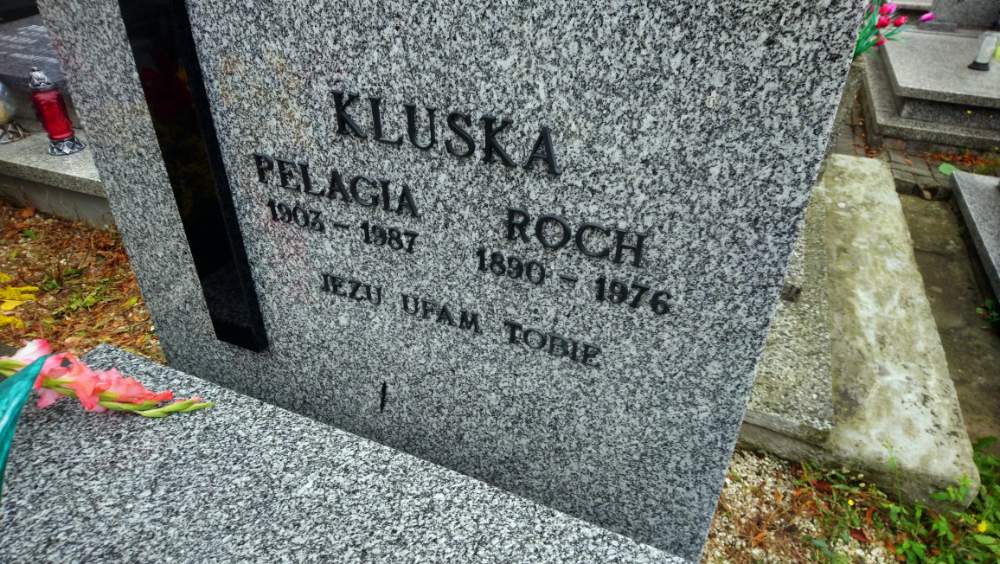 KLUSKA
PELAGIA
1903 - 1987
ROCH
1890 - 1976
JEZU UFAM TOBIE